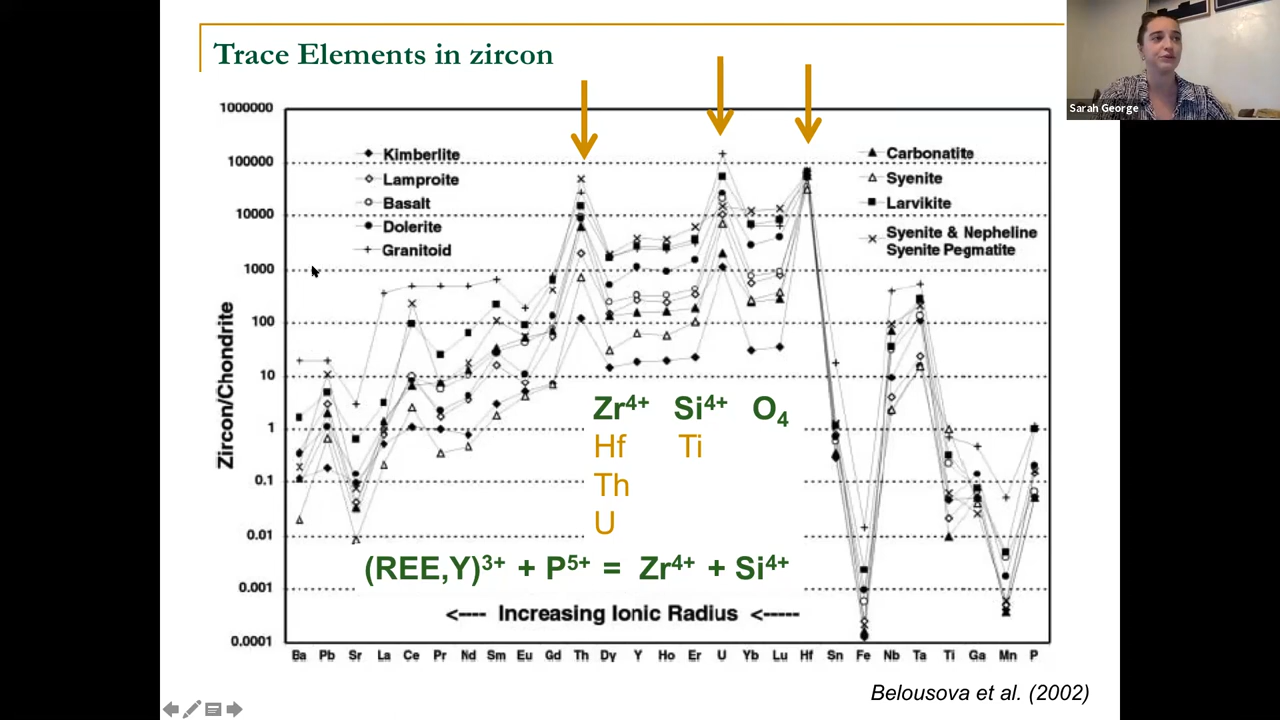 Trace Elements in zircon
Sarah George
1000000
100000
10000
1000
100
10
1
0.1
0.01
0.001
0.0001
Zircon/Chondrite
Kimberlite
Lamproite
Basalt
Dolerite
Granitoid
Carbonatite
Syenite
Larvikite
Syenite & Nepheline
Syenite Pegmatite
Zr⁴⁺ Si⁴⁺ O₄
Hf Ti
Th
U
(REE,Y)³⁺ + P⁵⁺ = Zr⁴⁺ + Si⁴⁺
<---- Increasing Ionic Radius <-----
Ba Pb Sr La Ce Pr Nd Sm Eu Gd Th Dy Y Ho Er U Yb Lu Hf Sn Fe Nb Ta Ti Ga Mn P
Belousova et al. (2002)